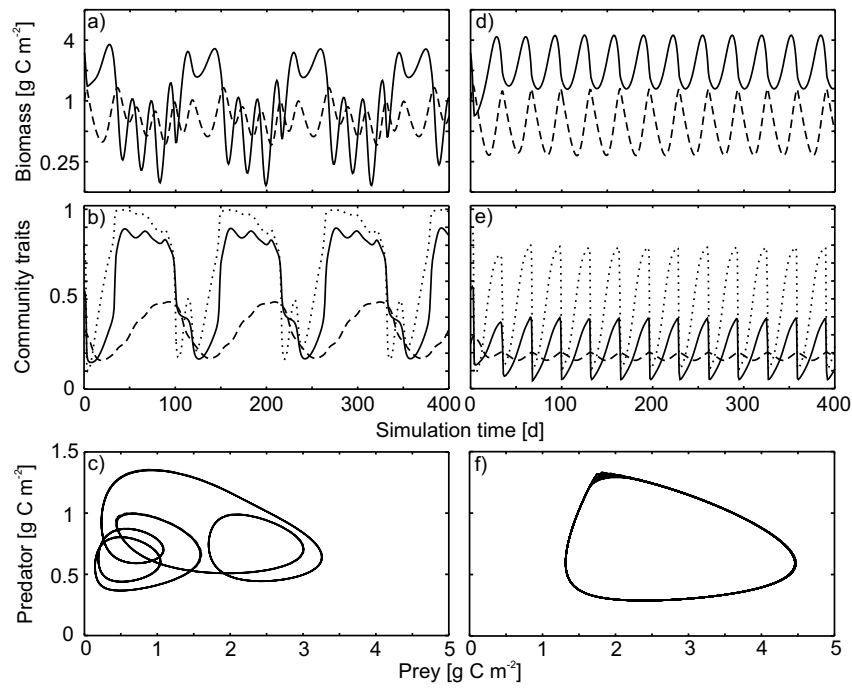 a)
d)
Biomass [g C m⁻²]
4
1
0.25
b)
e)
Community traits
1
0.5
0
0 100 200 300 400
0 100 200 300 400
Simulation time [d]
c)
f)
Predator [g C m⁻²]
1.5
1
0.5
0
0 1 2 3 4 5
0 1 2 3 4 5
Prey [g C m⁻²]